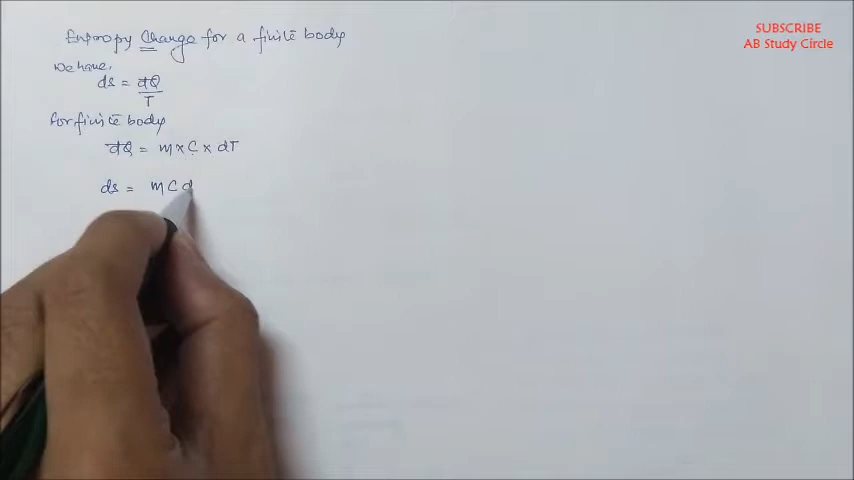 Entropy Change for a finite body
We have,
ds = đQ
T
for finite body
đQ = m × C × dT
ds = m C d
SUBSCRIBE
AB Study Circle